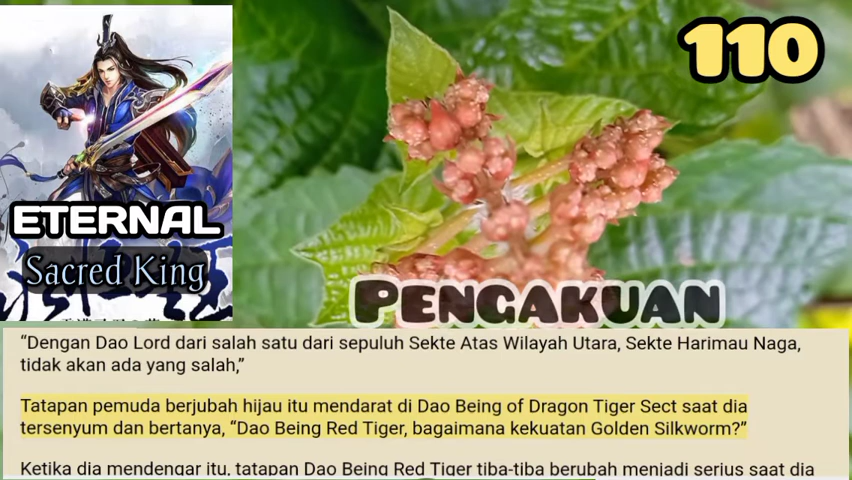 110
ETERNAL
Sacred King
PENGAKUAN
“Dengan Dao Lord dari salah satu dari sepuluh Sekte Atas Wilayah Utara, Sekte Harimau Naga,
tidak akan ada yang salah,”
Tatapan pemuda berjubah hijau itu mendarat di Dao Being of Dragon Tiger Sect saat dia
tersenyum dan bertanya, “Dao Being Red Tiger, bagaimana kekuatan Golden Silkworm?”
Ketika dia mendengar itu, tatapan Dao Being Red Tiger tiba-tiba berubah menjadi serius saat dia